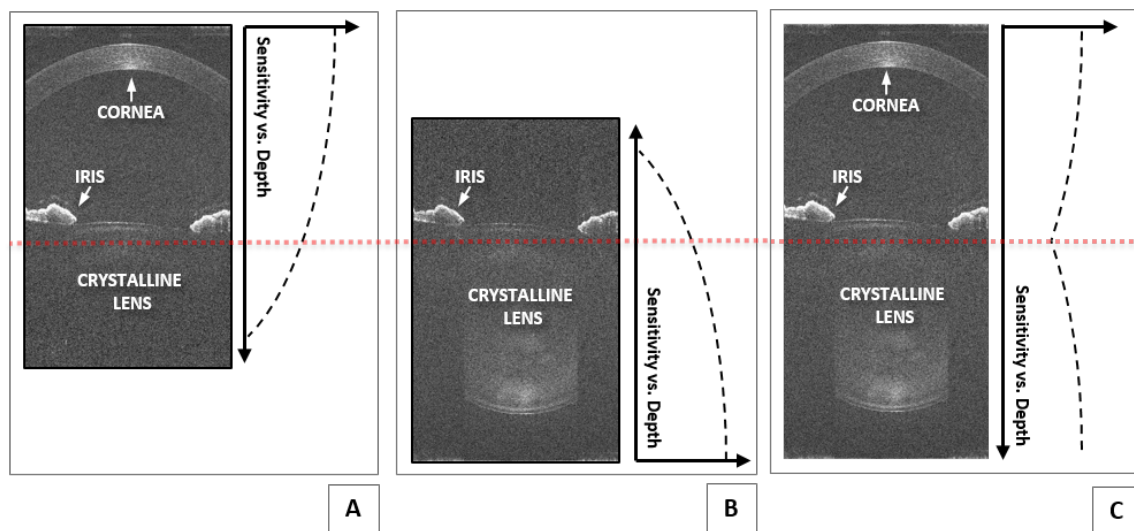 Sensitivity vs. Depth
CORNEA
IRIS
CRYSTALLINE
LENS
A
IRIS
CRYSTALLINE
LENS
Sensitivity vs. Depth
B
CORNEA
IRIS
CRYSTALLINE
LENS
Sensitivity vs. Depth
C